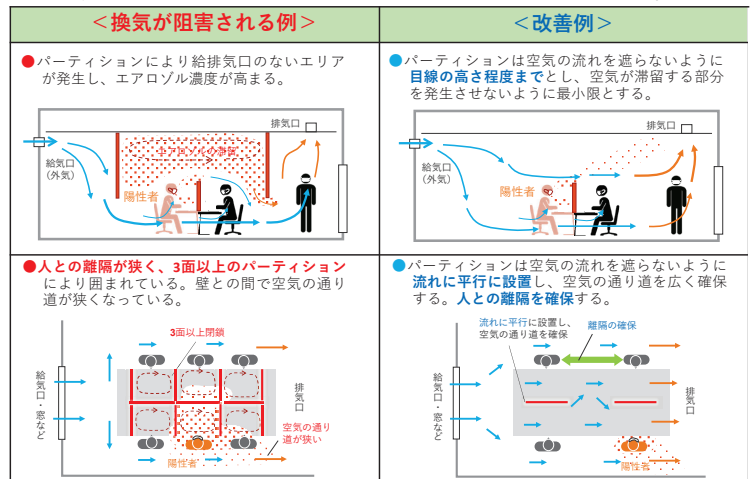 ＜換気が阻害される例＞
＜改善例＞
●パーティションにより給排気口のないエリア
が発生し、エアロゾル濃度が高まる。
排気口
エアロゾルの滞留
給気口
（外気）
陽性者
●パーティションは空気の流れを遮らないように
目線の高さ程度までとし、空気が滞留する部分
を発生させないように最小限とする。
排気口
給気口
（外気）
陽性者
●人との離隔が狭く、3面以上のパーティション
により囲まれている。壁との間で空気の通り
道が狭くなっている。
3面以上閉鎖
給気口・窓など
排気口
空気の通り
道が狭い
陽性者
●パーティションは空気の流れを遮らないように
流れに平行に設置し、空気の通り道を広く確保
する。人との離隔を確保する。
流れに平行に設置し、
空気の通り道を確保
離隔の確保
給気口・窓など
排気口
陽性者